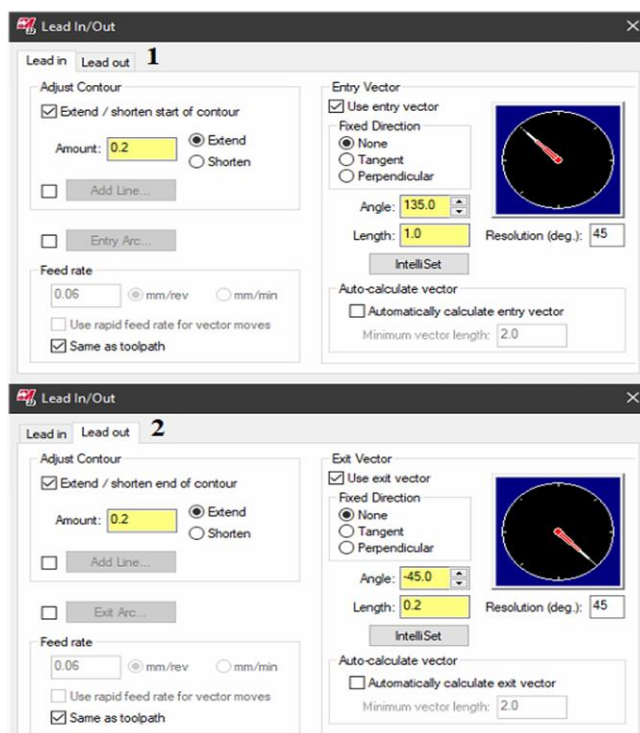 Lead In/Out
Lead in Lead out 1
Adjust Contour
Extend / shorten start of contour
Amount: 0.2
Extend
Shorten
Add Line...
Entry Arc...
Feed rate
0.06 mm/rev mm/min
Use rapid feed rate for vector moves
Same as toolpath
Entry Vector
Use entry vector
Fixed Direction
None
Tangent
Perpendicular
Angle: 135.0
Length: 1.0 Resolution (deg.): 45
IntelliSet
Auto-calculate vector
Automatically calculate entry vector
Minimum vector length: 2.0
Lead In/Out
Lead in Lead out 2
Adjust Contour
Extend / shorten end of contour
Amount: 0.2
Extend
Shorten
Add Line...
Exit Arc...
Feed rate
0.06 mm/rev mm/min
Use rapid feed rate for vector moves
Same as toolpath
Exit Vector
Use exit vector
Fixed Direction
None
Tangent
Perpendicular
Angle: -45.0
Length: 0.2 Resolution (deg.): 45
IntelliSet
Auto-calculate vector
Automatically calculate exit vector
Minimum vector length: 2.0